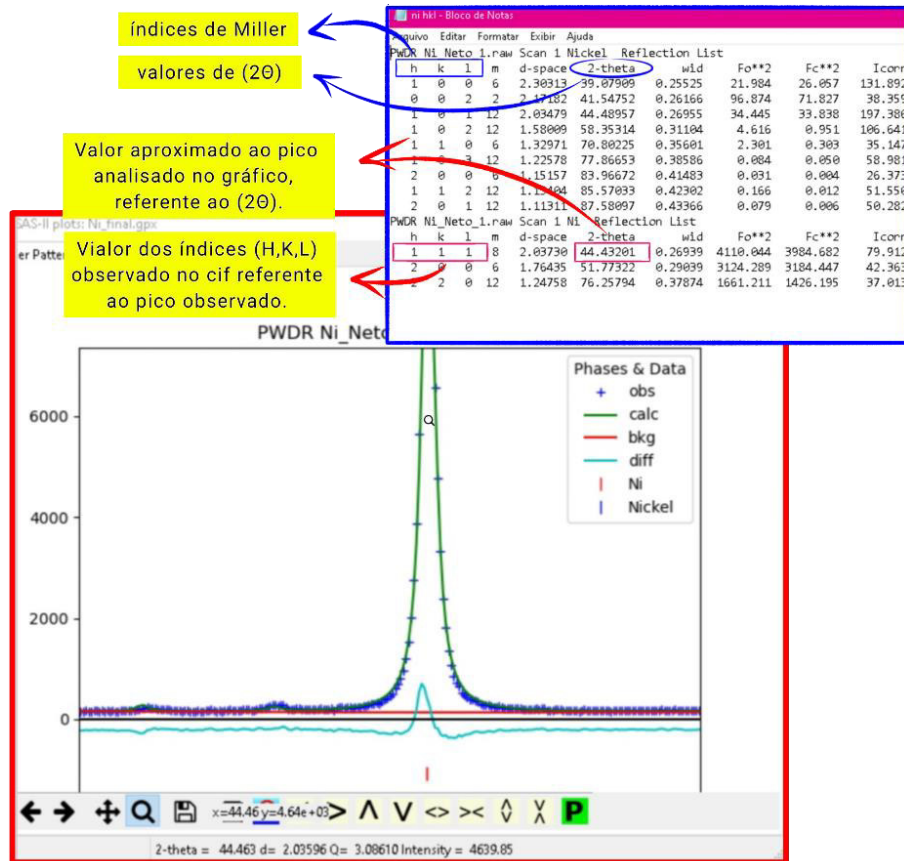 índices de Miller
valores de (2Θ)
Valor aproximado ao pico
analisado no gráfico,
referente ao (2Θ).
Vialor dos índices (H,K,L)
observado no cif referente
ao pico observado.
ni hkl - Bloco de Notas
Arquivo Editar Formatar Exibir Ajuda
PWDR Ni_Neto_1.raw Scan 1 Nickel Reflection List
h k l m d-space 2-theta wid Fo**2 Fc**2 Icorr
1 0 0 6 2.30313 39.07909 0.25525 21.984 26.057 131.892
0 0 2 2 2.17182 41.54752 0.26166 96.874 71.827 38.359
1 0 1 12 2.03479 44.48957 0.26955 34.445 33.838 197.386
1 0 2 12 1.58009 58.35314 0.31104 4.616 0.951 106.641
1 1 0 6 1.32971 70.80225 0.35601 2.301 0.303 35.147
3 12 1.22578 77.86653 0.38586 0.084 0.050 58.981
2 0 0 6 1.15157 83.96672 0.41483 0.031 0.004 26.373
1 1 2 12 85.57033 0.42302 0.166 0.012 51.550
2 0 1 12 1.11311 87.58097 0.43366 0.079 0.006 50.282
PWDR Ni_Neto_1.raw Scan 1 Ni Reflection List
h k l m d-space 2-theta wid Fo**2 Fc**2 Icorr
1 1 1 8 2.03730 44.43201 0.26939 4110.044 3984.682 79.912
2 0 0 6 1.76435 51.77322 0.29039 3124.289 3184.447 42.363
2 2 0 12 1.24758 76.25794 0.37874 1661.211 1426.195 37.013
SAS-II plots: Ni_final.gpx
er Patte
PWDR Ni_Neto
6000
4000
2000
0
Phases & Data
obs
calc
bkg
diff
Ni
Nickel
x=44.46 y=4.64e+03
P
2-theta = 44.463 d= 2.03596 Q= 3.08610 Intensity = 4639.85